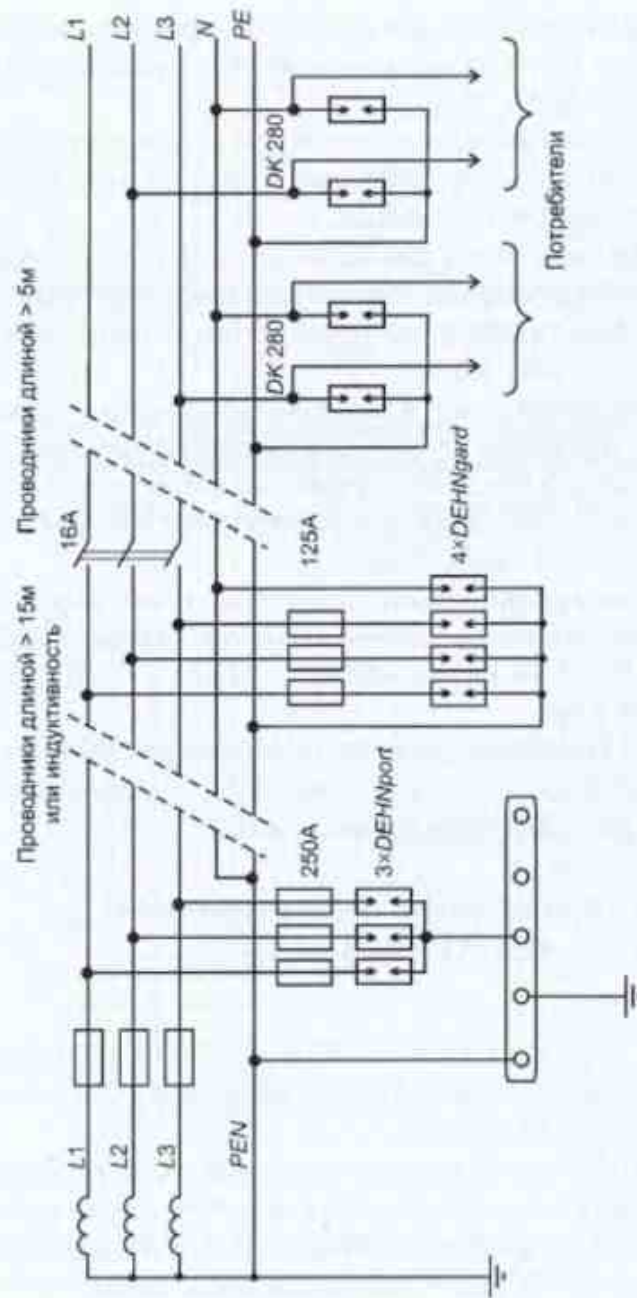 L1
L2
L3
PEN
Проводники длиной > 15м
или индуктивность
250A
3×DEHNport
16A
125A
4×DEHNgard
Проводники длиной > 5м
L1
L2
L3
N
PE
DK 280
DK 280
Потребители